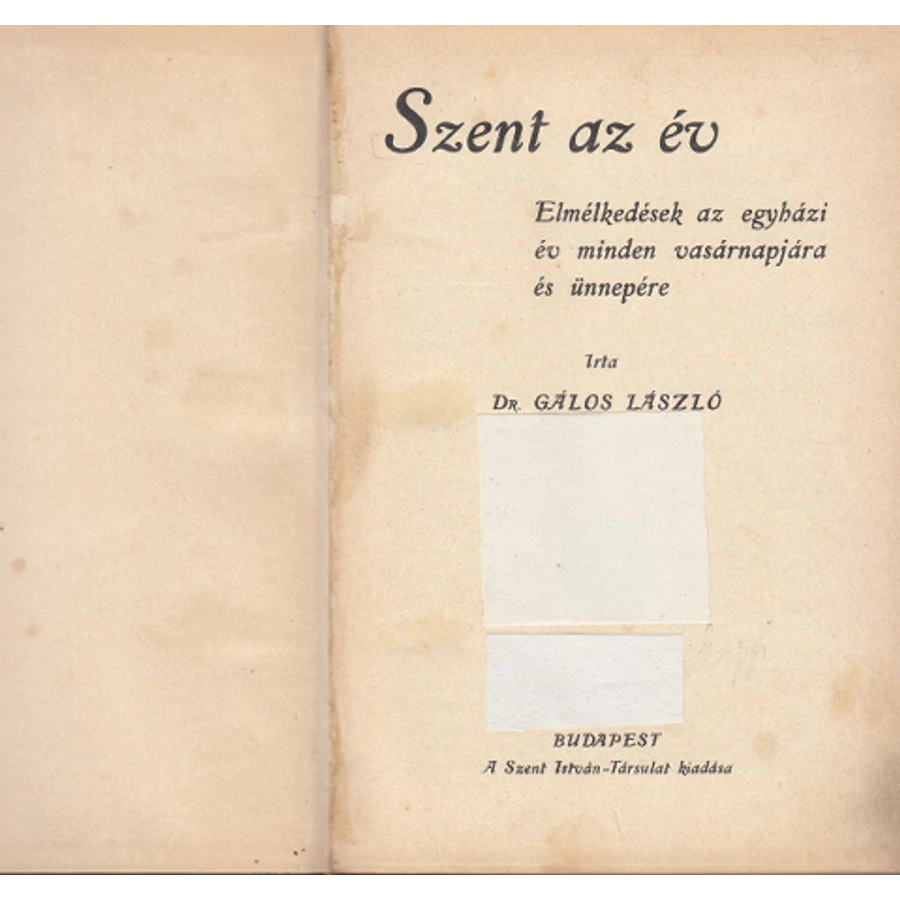 Szent az év
Elmélkedések az egyházi
év minden vasárnapjára
és ünnepére
Irta
DR. GÁLOS LÁSZLÓ
BUDAPEST
A Szent István-Társulat kiadása